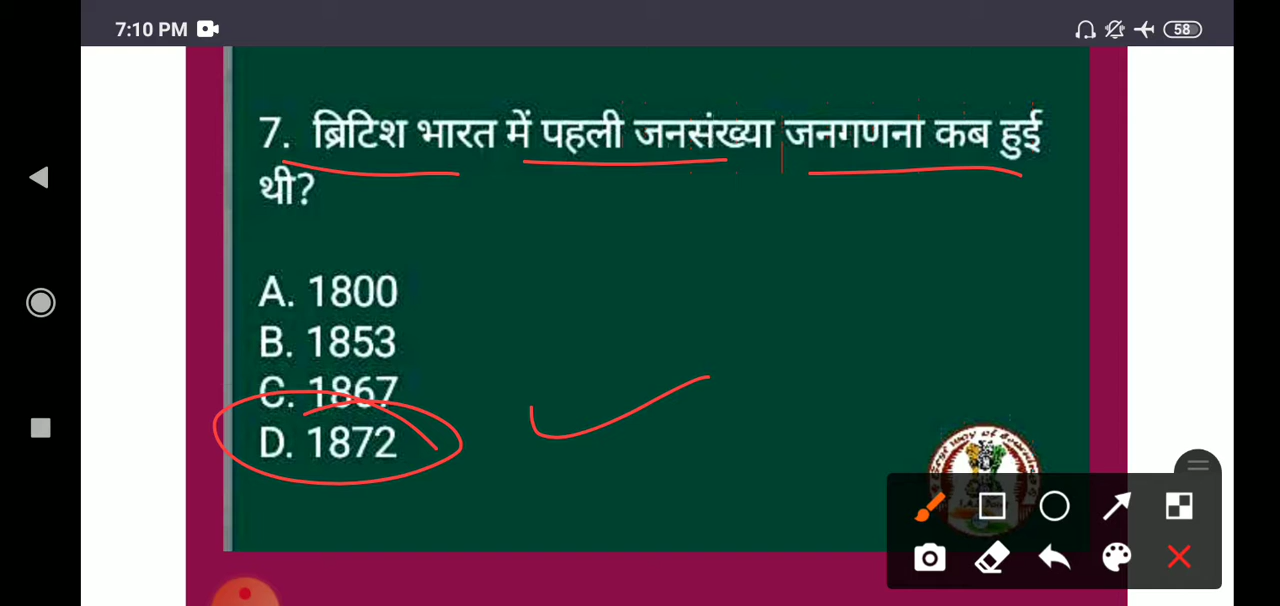 7:10 PM
58
7. ब्रिटिश भारत में पहली जनसंख्या जनगणना कब हुई
थी?
A. 1800
B. 1853
C. 1867
D. 1872